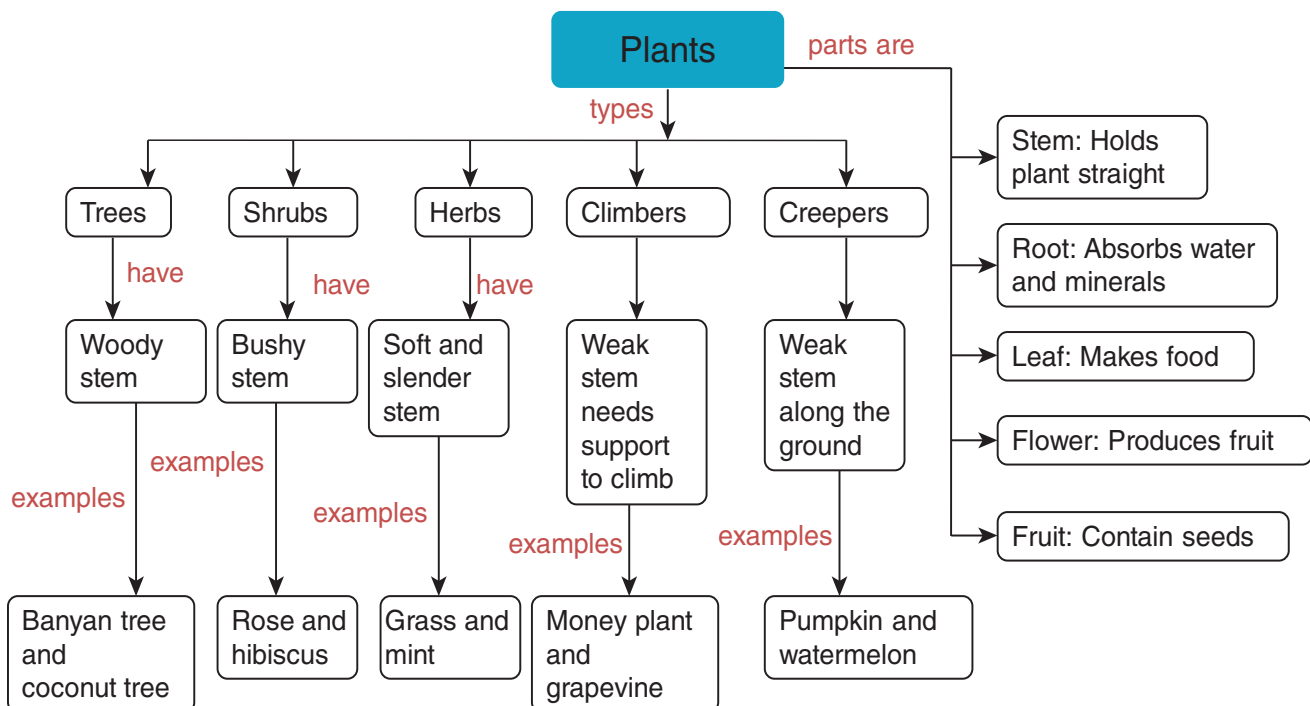 Plants
parts are
types
Stem: Holds
plant straight
Root: Absorbs water
and minerals
Leaf: Makes food
Flower: Produces fruit
Fruit: Contain seeds
Trees
Shrubs
Herbs
Climbers
Creepers
have
have
have
Woody
stem
Bushy
stem
Soft and
slender
stem
Weak
stem
needs
support
to climb
Weak
stem
along the
ground
examples
examples
examples
examples
examples
Banyan tree
and
coconut tree
Rose and
hibiscus
Grass and
mint
Money plant
and
grapevine
Pumpkin and
watermelon